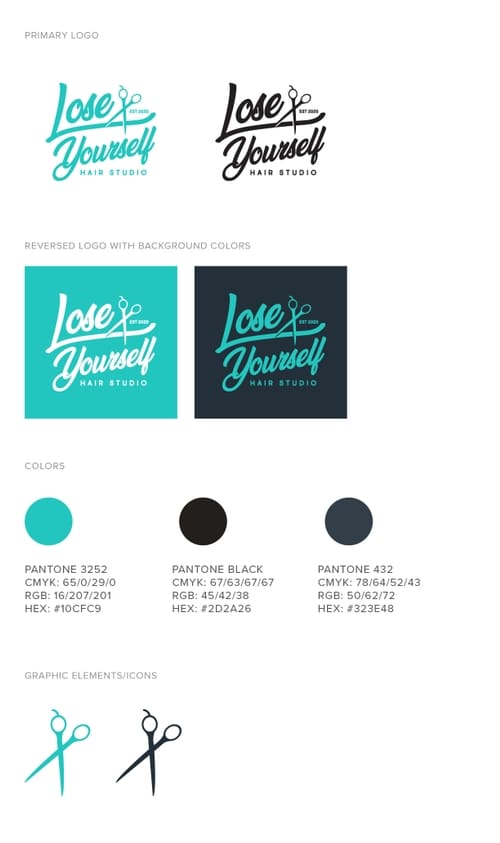 PRIMARY LOGO
Lose EST 2020
Yourself
HAIR STUDIO
Lose EST 2020
Yourself
HAIR STUDIO
REVERSED LOGO WITH BACKGROUND COLORS
Lose EST 2020
Yourself
HAIR STUDIO
Lose EST 2020
Yourself
HAIR STUDIO
COLORS
PANTONE 3252
CMYK: 65/0/29/0
RGB: 16/207/201
HEX: #10CFC9
PANTONE BLACK
CMYK: 67/63/67/67
RGB: 45/42/38
HEX: #2D2A26
PANTONE 432
CMYK: 78/64/52/43
RGB: 50/62/72
HEX: #323E48
GRAPHIC ELEMENTS/ICONS